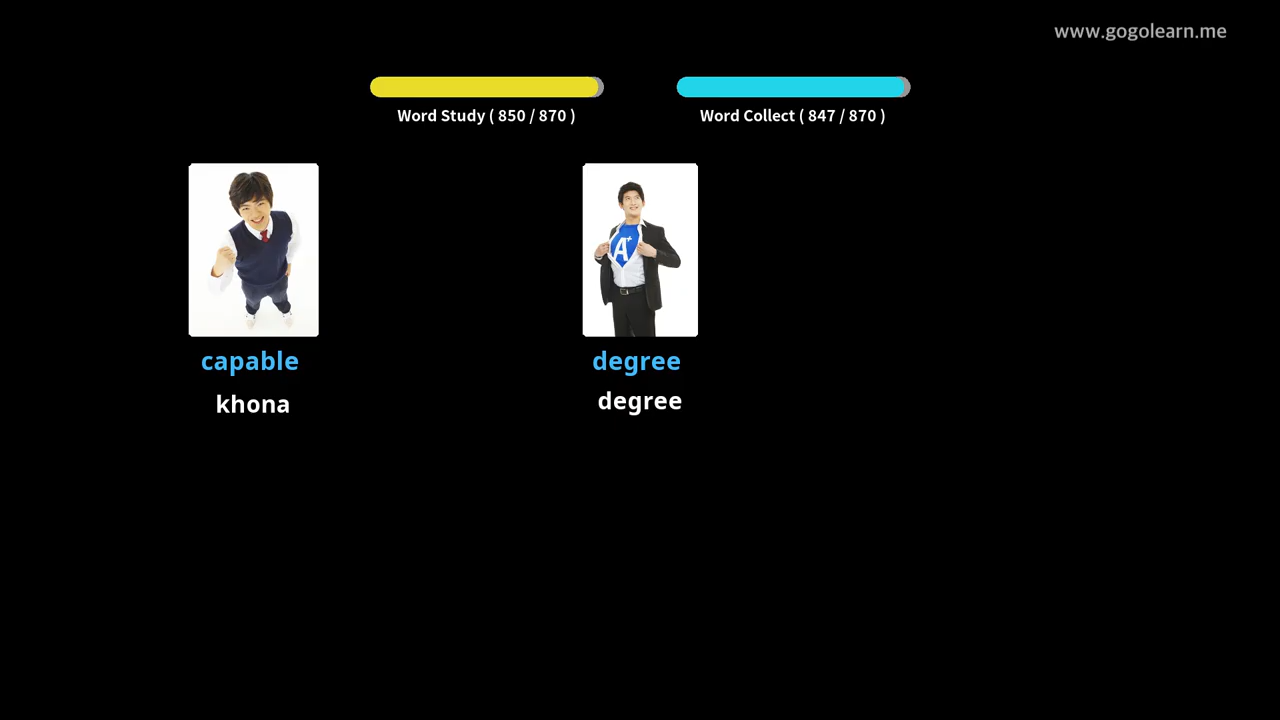 www.gogolearn.me
Word Study ( 850 / 870 )
Word Collect ( 847 / 870 )
A+
capable
degree
khona
degree